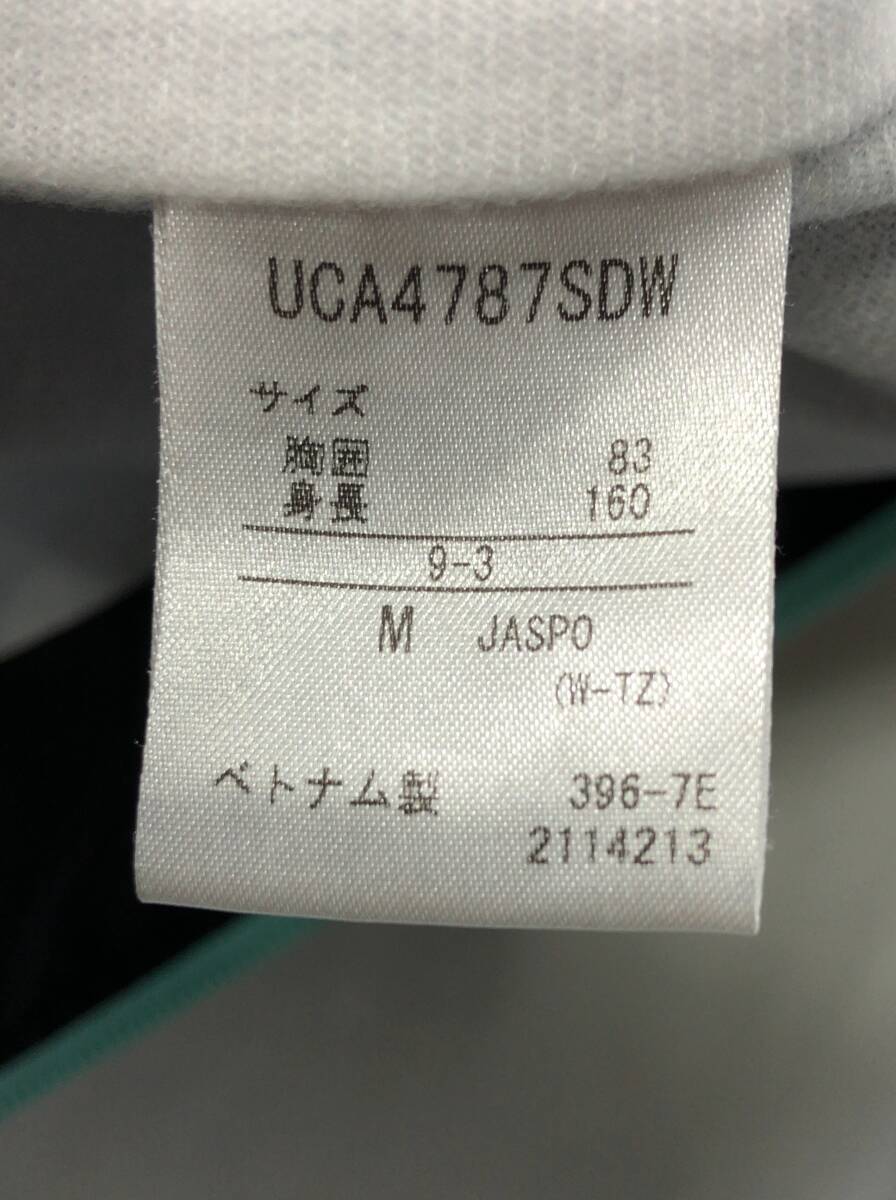 UCA4787SDW
サイズ
胸囲 83
身長 160
9-3
M JASPO
(W-TZ)
ベトナム製 396-7E
2114213